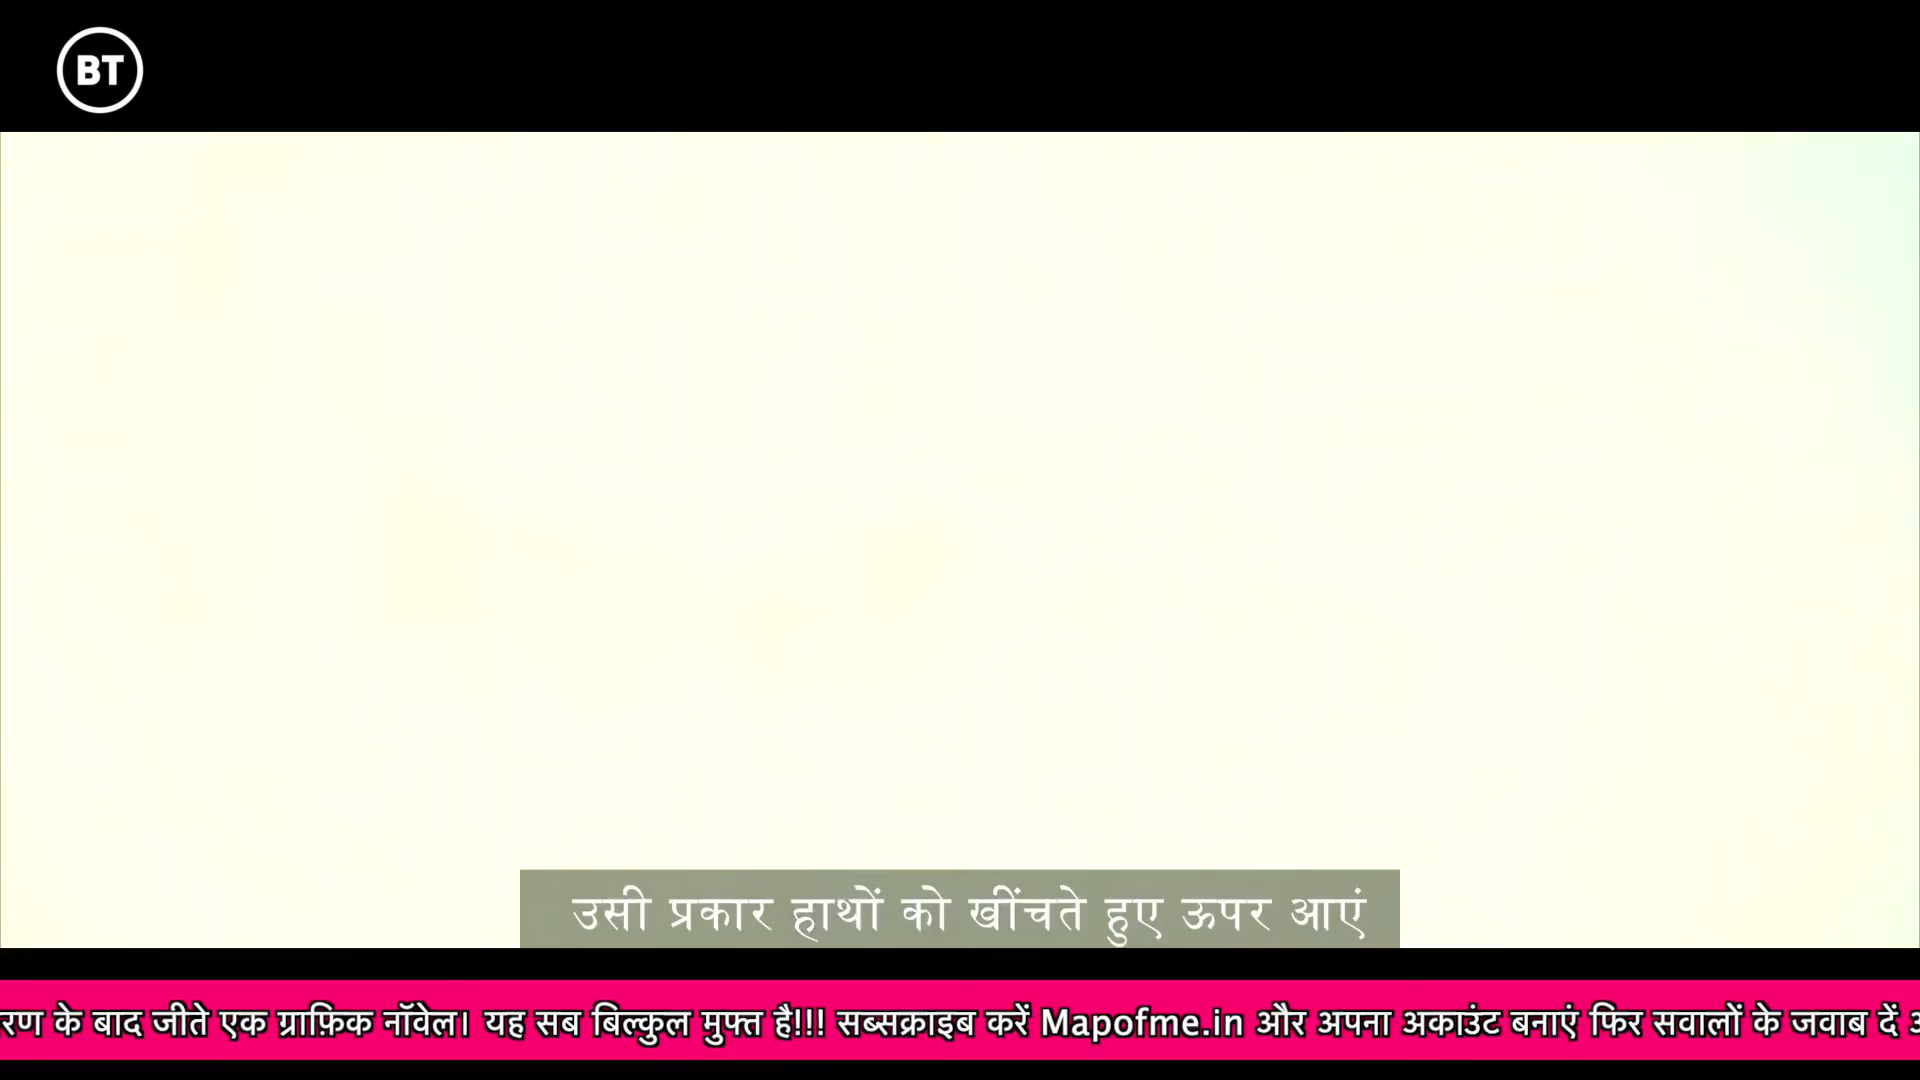 BT
उसी प्रकार हाथों को खींचते हुए ऊपर आएं
के बाद जीते एक ग्राफ़िक नॉवेल। यह सब बिल्कुल मुफ्त है!!! सब्सक्राइब करें Mapofme.in और अपना अकाउंट बनाएं फिर सवालों के जवाब दें